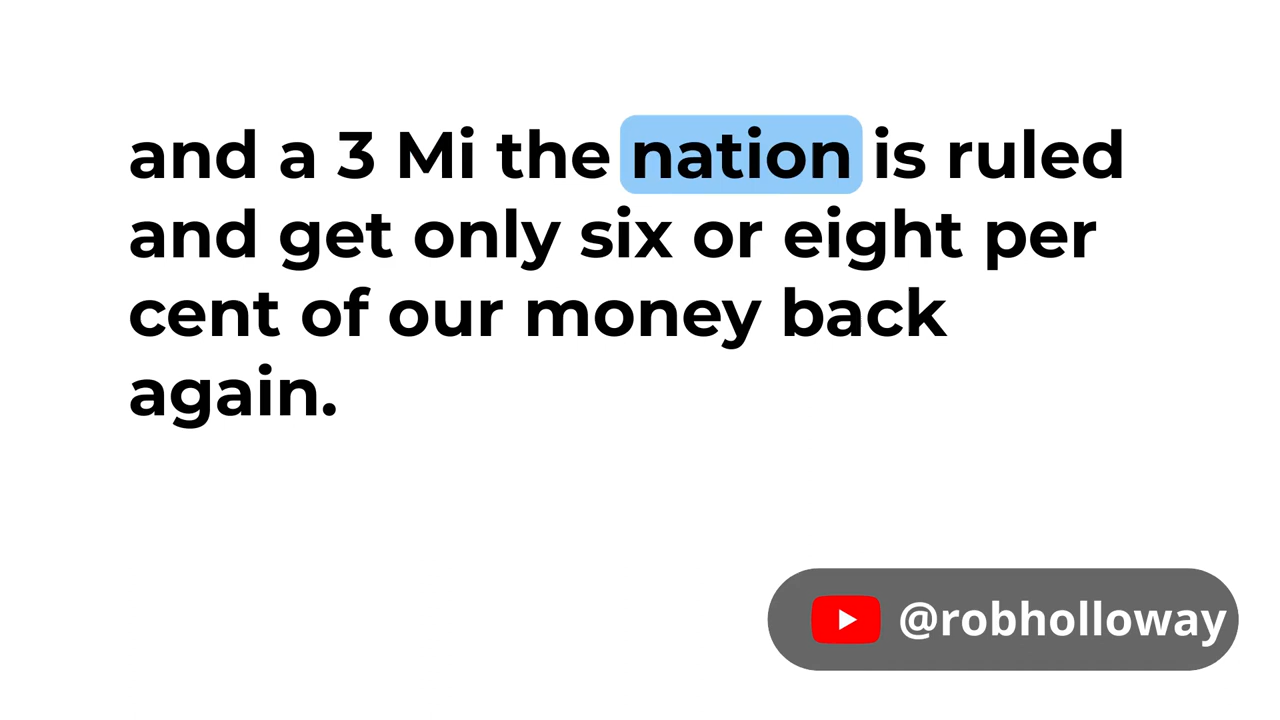 and a 3 Mi the nation is ruled
and get only six or eight per
cent of our money back
again.
@robholloway